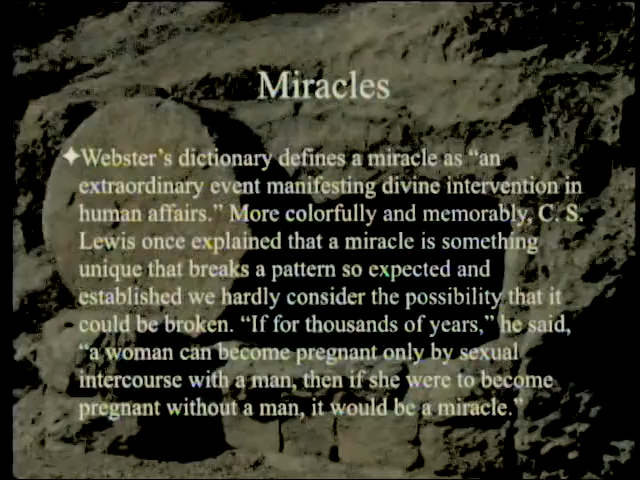 Miracles
✦Webster's dictionary defines a miracle as “an
extraordinary event manifesting divine intervention in
human affairs.” More colorfully and memorably, C. S.
Lewis once explained that a miracle is something
unique that breaks a pattern so expected and
established we hardly consider the possibility that it
could be broken. “If for thousands of years,” he said,
“a woman can become pregnant only by sexual
intercourse with a man, then if she were to become
pregnant without a man, it would be a miracle.”